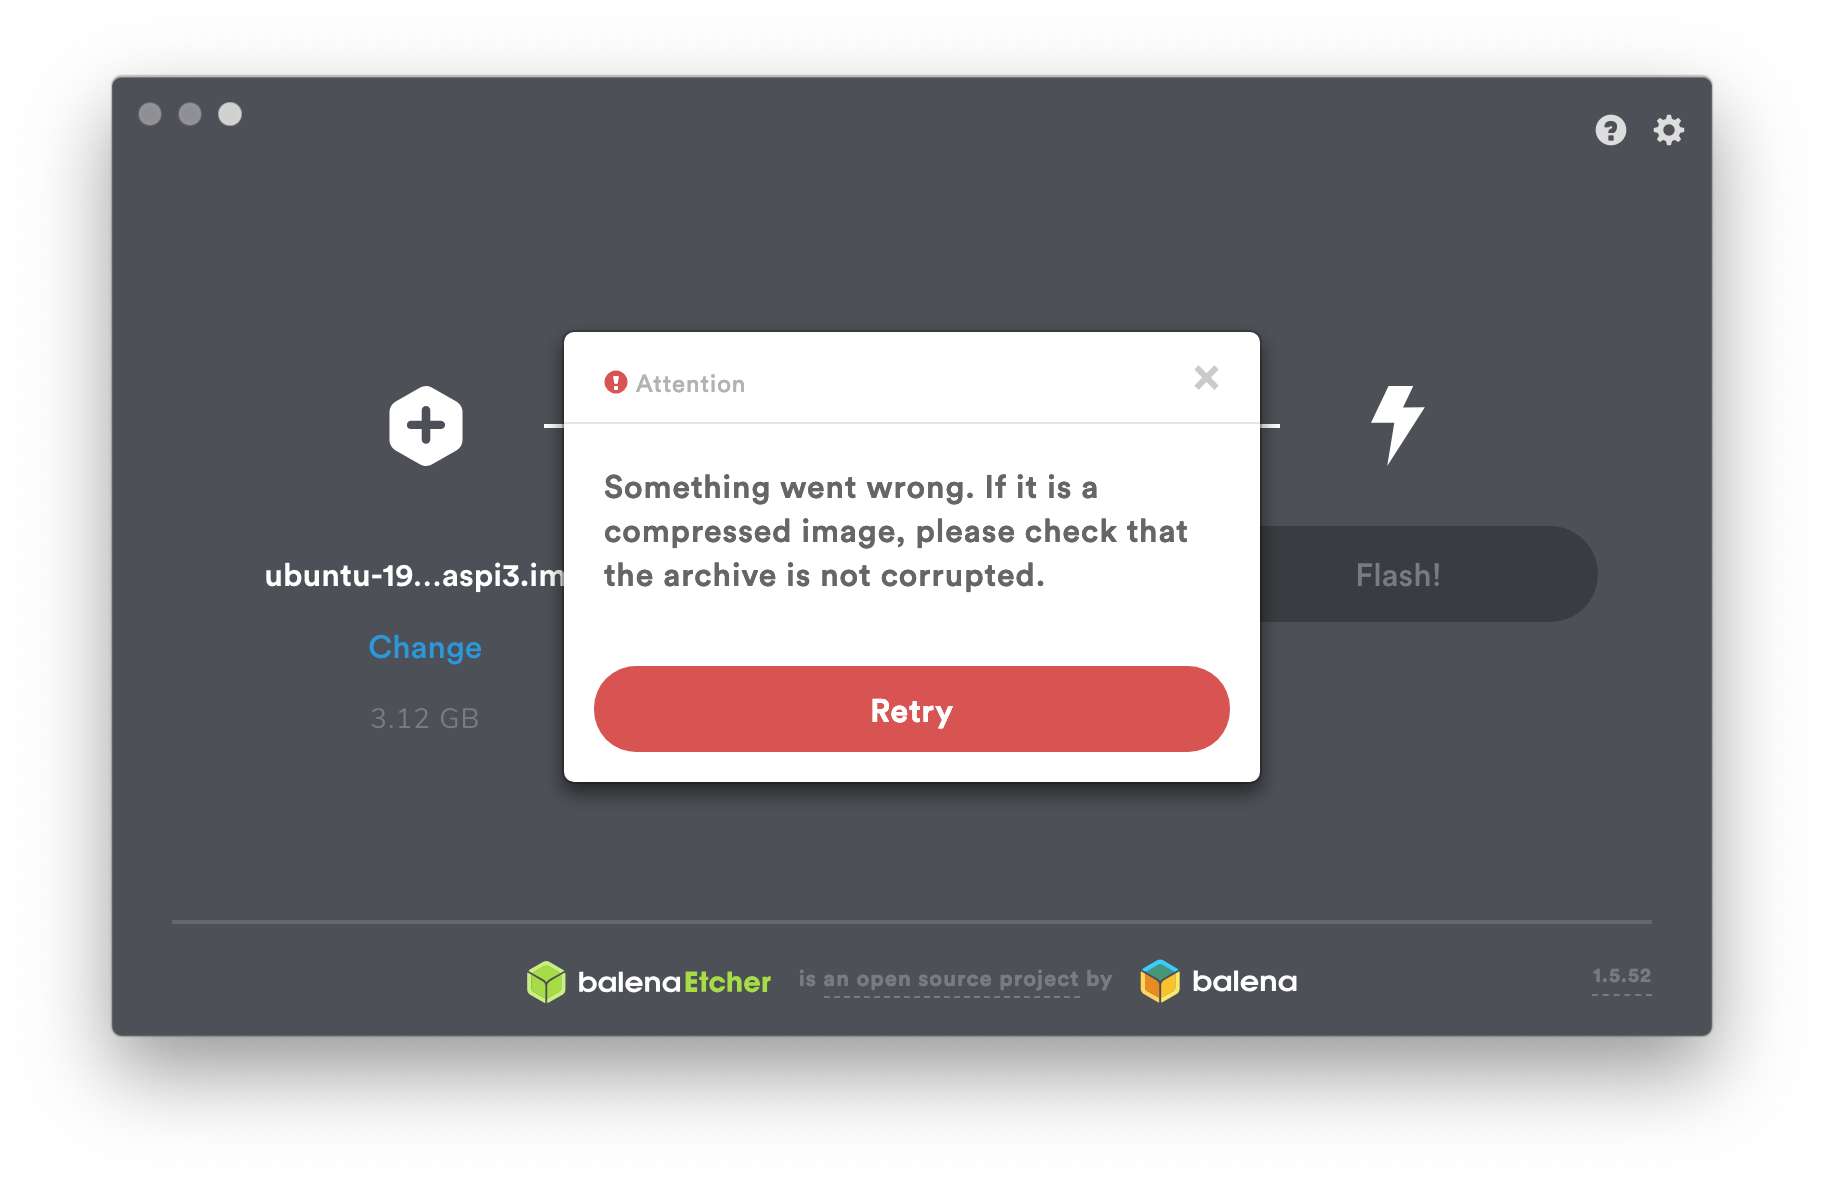 Attention
Something went wrong. If it is a
compressed image, please check that
the archive is not corrupted.
Retry
ubuntu-19...aspi3.im
Change
3.12 GB
Flash!
balenaEtcher is an open source project by balena
1.5.52